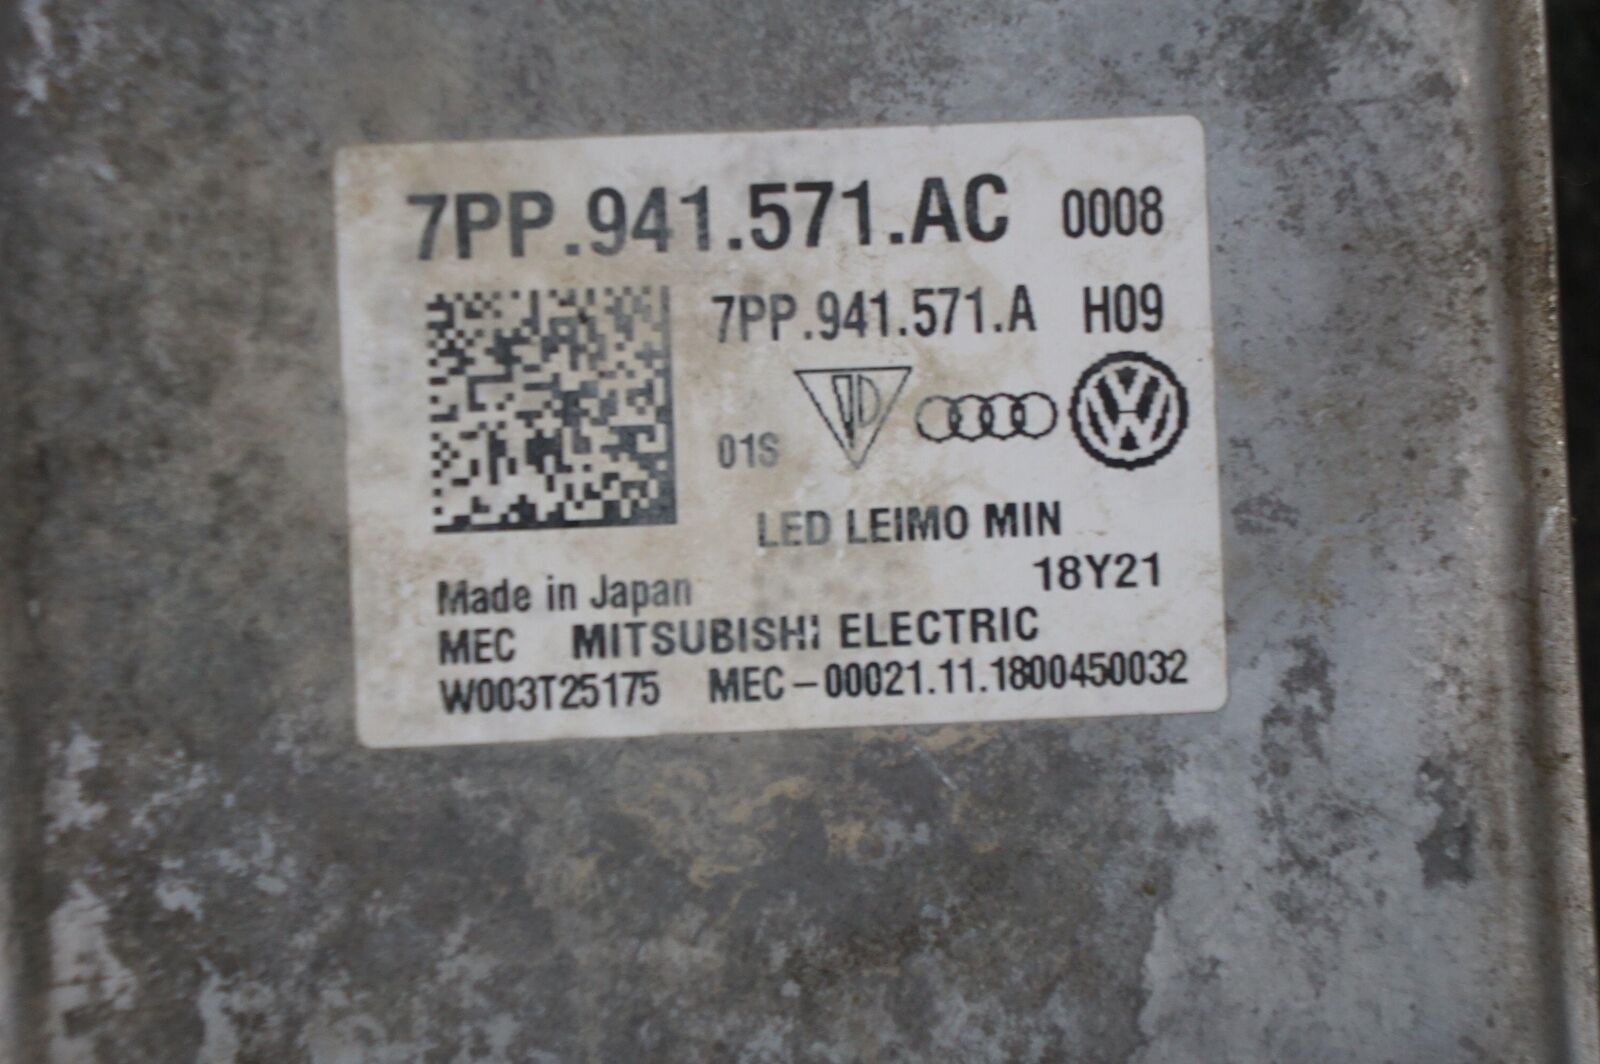 7PP.941.571.AC 0008
7PP.941.571.A H09
01S
LED LEIMO MIN
18Y21
Made in Japan
MEC MITSUBISHI ELECTRIC
W003T25175 MEC-00021.11.1800450032